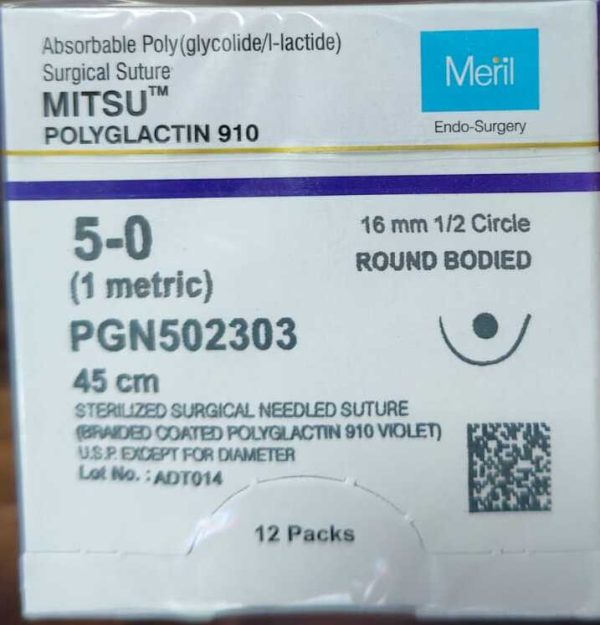 Absorbable Poly(glycolide/l-lactide)
Surgical Suture
MITSU™
POLYGLACTIN 910
Meril
Endo-Surgery
5-0
(1 metric)
PGN502303
45 cm
16 mm 1/2 Circle
ROUND BODIED
STERILIZED SURGICAL NEEDLED SUTURE
(BRAIDED COATED POLYGLACTIN 910 VIOLET)
U.S.P. EXCEPT FOR DIAMETER
Lot No. : ADT014
12 Packs